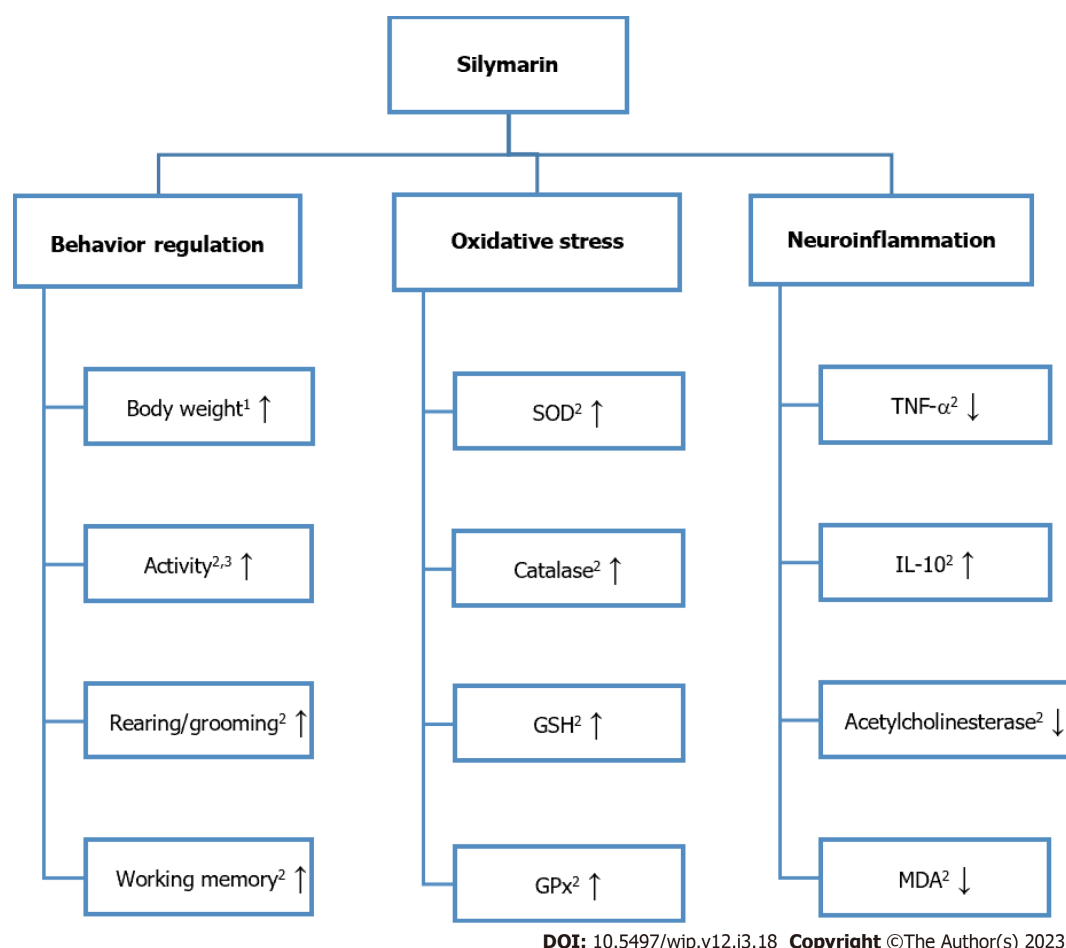 Silymarin
Behavior regulation
Body weight¹ ↑
Activity²,³ ↑
Rearing/grooming² ↑
Working memory² ↑
Oxidative stress
SOD² ↑
Catalase² ↑
GSH² ↑
GPx² ↑
Neuroinflammation
TNF-α² ↓
IL-10² ↑
Acetylcholinesterase² ↓
MDA² ↓
DOI: 10.5497/wjp.v12.i3.18 Copyright ©The Author(s) 2023